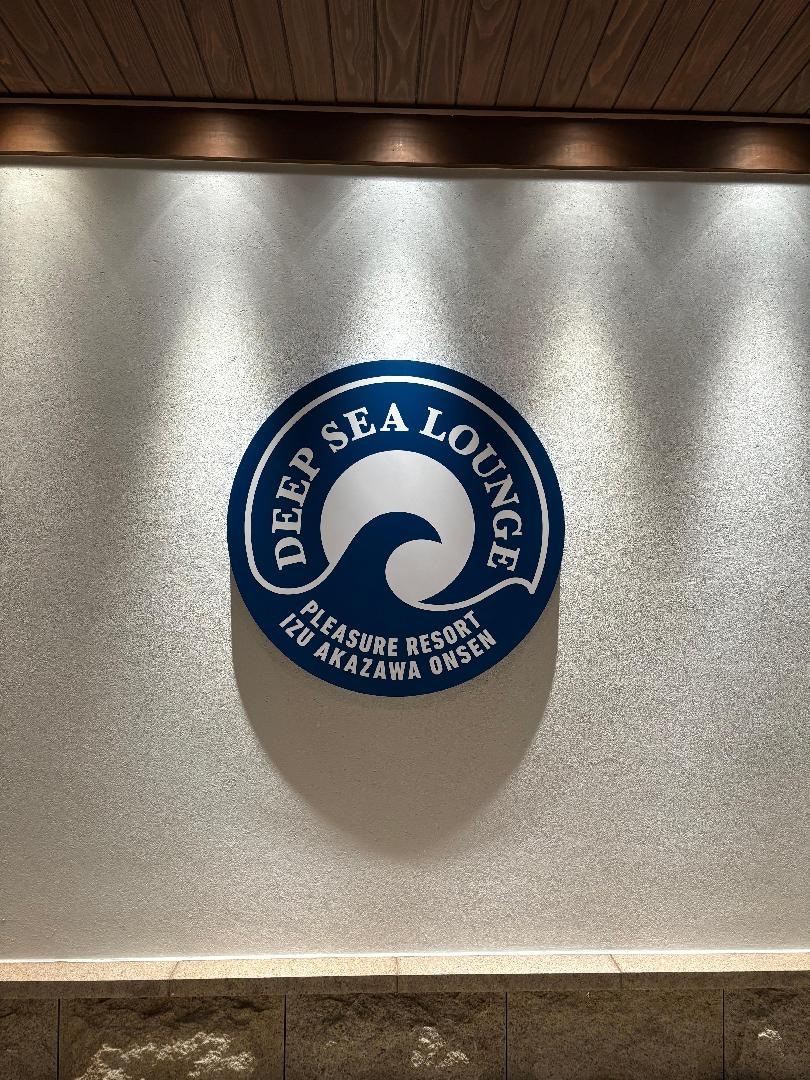 DEEP SEA LOUNGE
PLEASURE RESORT
IZU AKAZAWA ONSEN